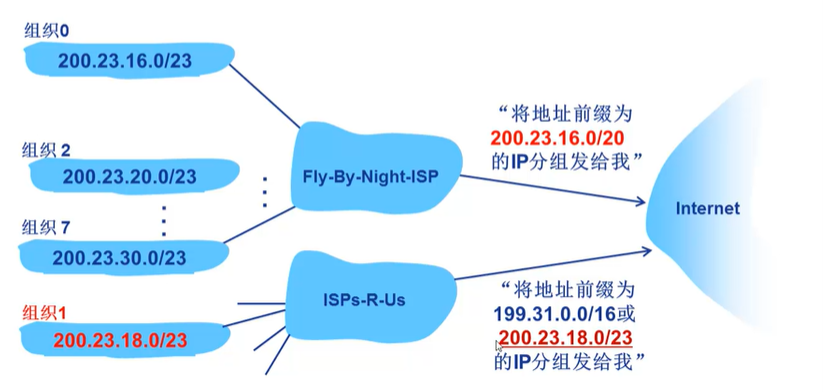 组织0
200.23.16.0/23
组织 2
200.23.20.0/23
组织 7
200.23.30.0/23
组织1
200.23.18.0/23
Fly-By-Night-ISP
ISPs-R-Us
“将地址前缀为
200.23.16.0/20
的IP分组发给我”
“将地址前缀为
199.31.0.0/16或
200.23.18.0/23
的IP分组发给我”
Internet